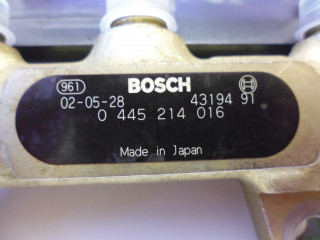 961 BOSCH
02-05-28 43194 91
0 445 214 016
Made in Japan